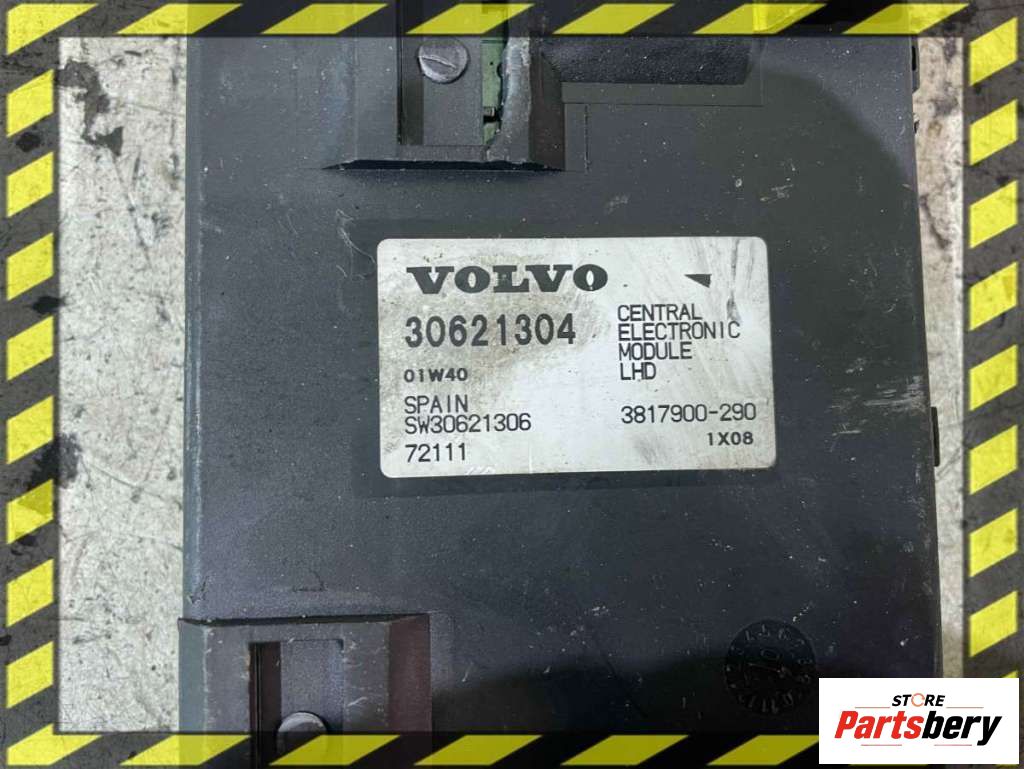 VOLVO
30621304
CENTRAL
ELECTRONIC
MODULE
LHD
01W40
SPAIN
SW30621306
3817900-290
72111
1X08
STORE
Partsbery